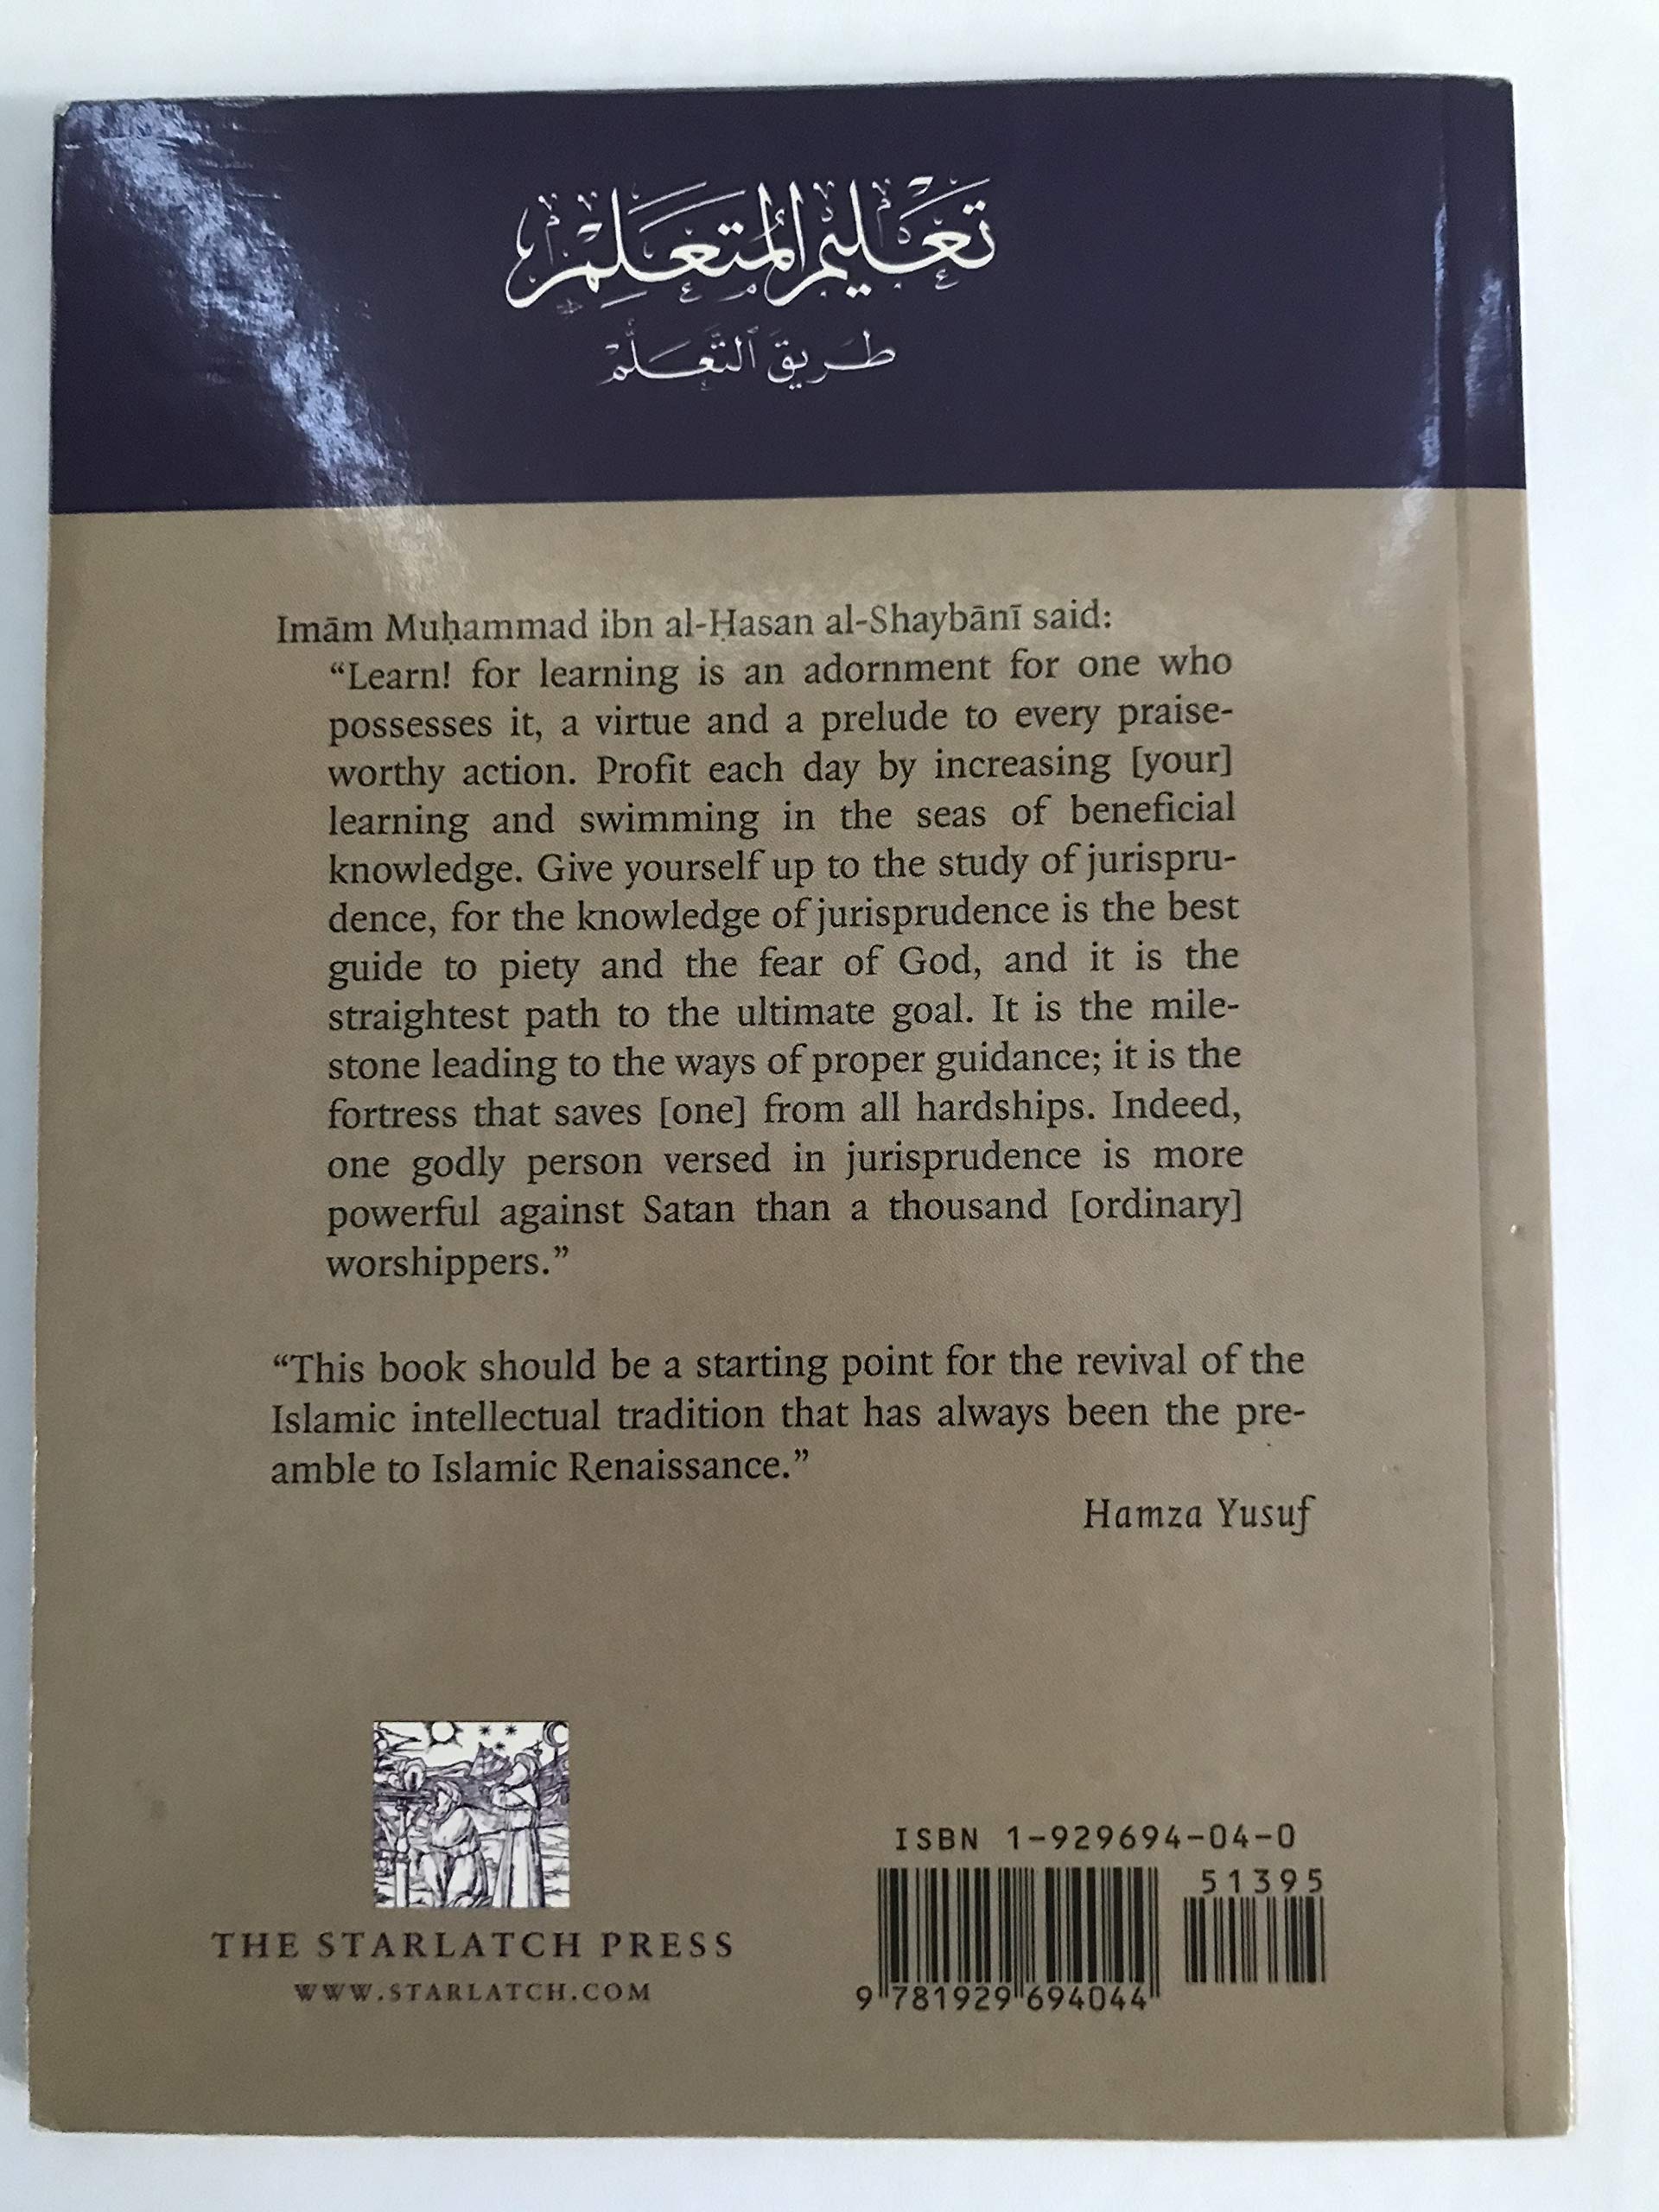 تَعْليم المُتَعَلِّمْ
طَريقَ ٱلتَّعَلُّمْ
Imām Muḥammad ibn al-Ḥasan al-Shaybānī said:
“Learn! for learning is an adornment for one who
possesses it, a virtue and a prelude to every praise-
worthy action. Profit each day by increasing [your]
learning and swimming in the seas of beneficial
knowledge. Give yourself up to the study of jurispru-
dence, for the knowledge of jurisprudence is the best
guide to piety and the fear of God, and it is the
straightest path to the ultimate goal. It is the mile-
stone leading to the ways of proper guidance; it is the
fortress that saves [one] from all hardships. Indeed,
one godly person versed in jurisprudence is more
powerful against Satan than a thousand [ordinary]
worshippers.”
“This book should be a starting point for the revival of the
Islamic intellectual tradition that has always been the pre-
amble to Islamic Renaissance.”
Hamza Yusuf
THE STARLATCH PRESS
WWW.STARLATCH.COM
ISBN 1-929694-04-0
51395
9 781929 694044